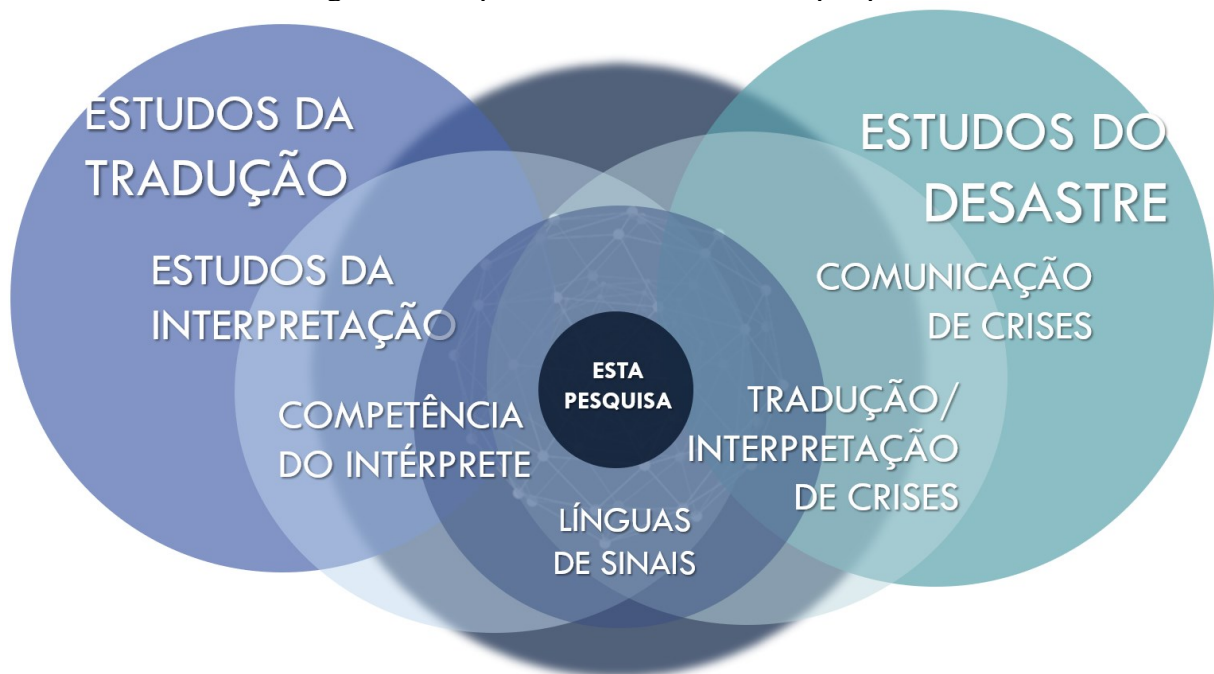 ESTUDOS DA
TRADUÇÃO
ESTUDOS DA
INTERPRETAÇÃO
COMPETÊNCIA
DO INTÉRPRETE
ESTA
PESQUISA
LÍNGUAS
DE SINAIS
ESTUDOS DO
DESASTRE
COMUNICAÇÃO
DE CRISES
TRADUÇÃO/
INTERPRETAÇÃO
DE CRISES